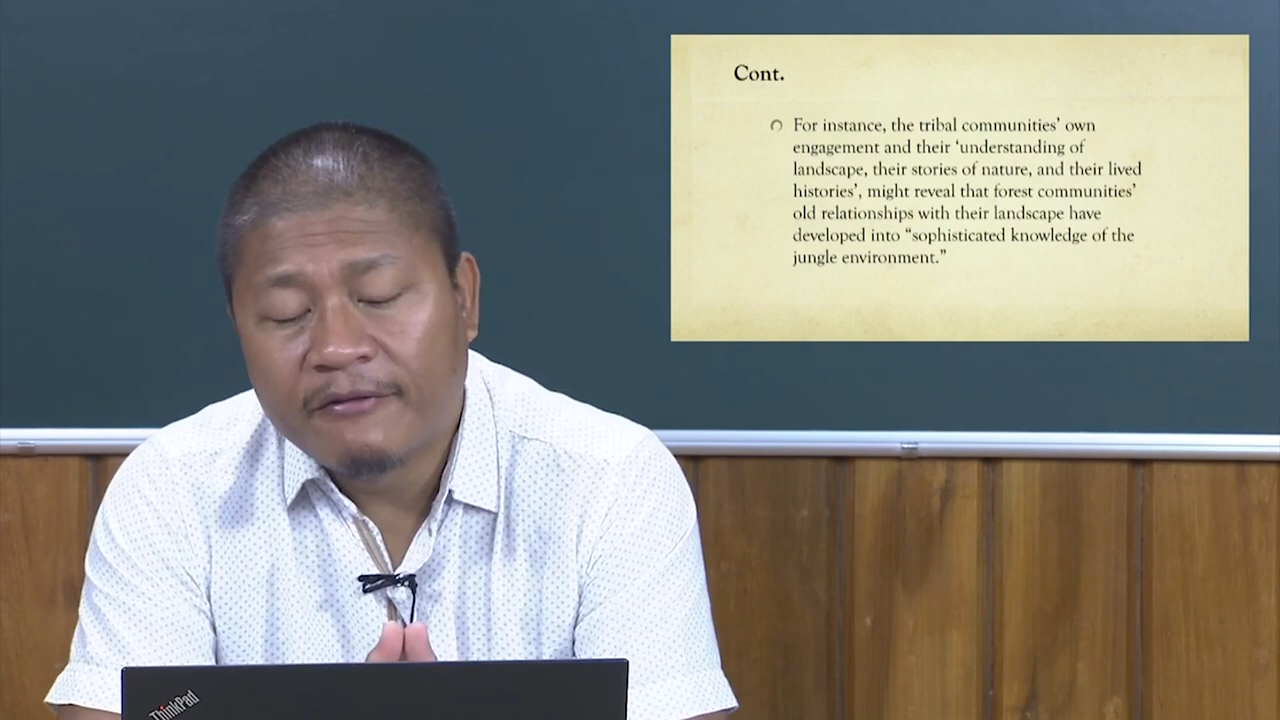 Cont.
For instance, the tribal communities’ own
engagement and their ‘understanding of
landscape, their stories of nature, and their lived
histories’, might reveal that forest communities’
old relationships with their landscape have
developed into “sophisticated knowledge of the
jungle environment.”
ThinkPad